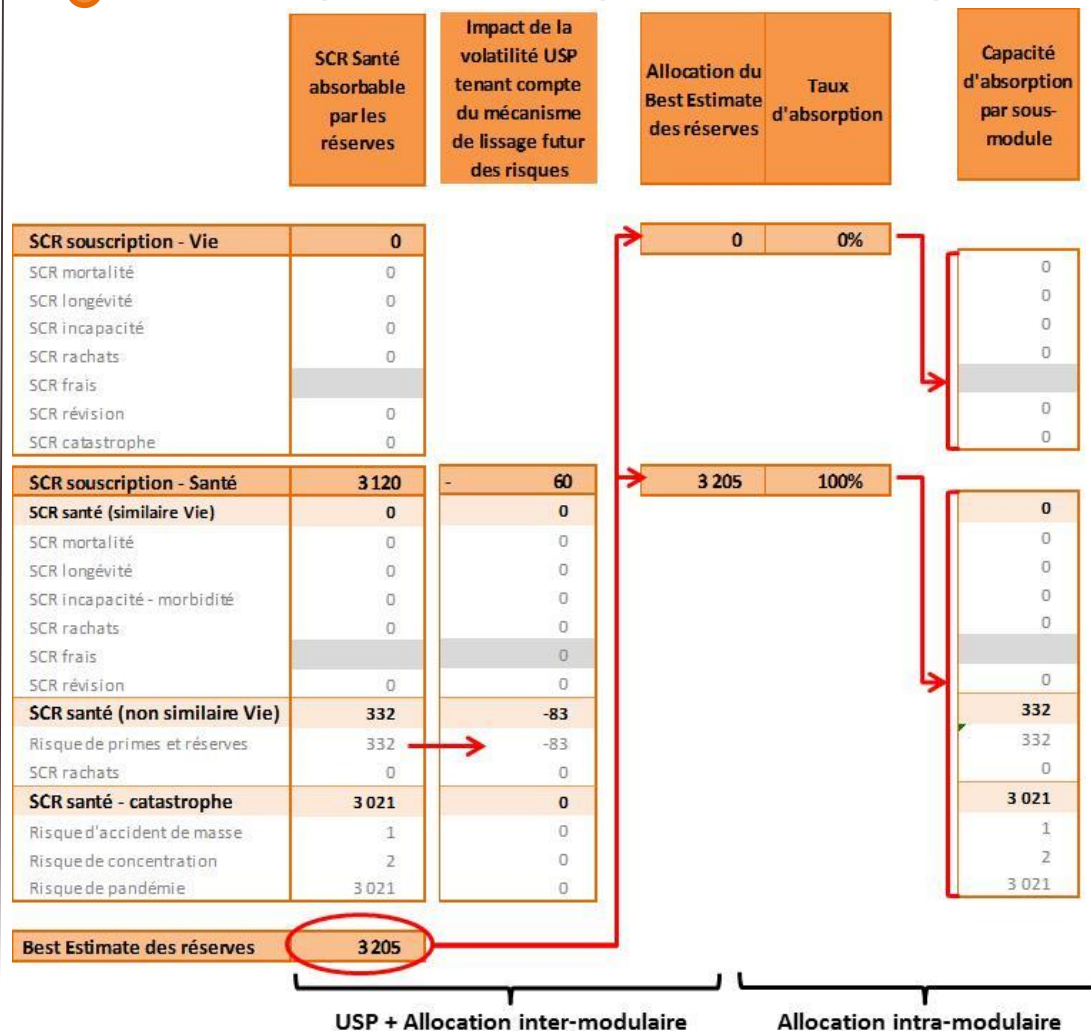 SCR Santé
absorbable
par les
réserves
Impact de la
volatilité USP
tenant compte
du mécanisme
de lissage futur
des risques
Allocation du
Best Estimate
des réserves
Taux
d'absorption
Capacité
d'absorption
par sous-
module
SCR souscription - Vie 0 0 0%
SCR mortalité 0 0
SCR longévité 0 0
SCR incapacité 0 0
SCR rachats 0 0
SCR frais
SCR révision 0 0
SCR catastrophe 0 0
SCR souscription - Santé 3 120 - 60 3 205 100%
SCR santé (similaire Vie) 0 0 0
SCR mortalité 0 0 0
SCR longévité 0 0 0
SCR incapacité - morbidité 0 0 0
SCR rachats 0 0 0
SCR frais 0
SCR révision 0 0 0
SCR santé (non similaire Vie) 332 -83 332
Risque de primes et réserves 332 -83 332
SCR rachats 0 0 0
SCR santé - catastrophe 3 021 0 3 021
Risque d'accident de masse 1 0 1
Risque de concentration 2 0 2
Risque de pandémie 3 021 0 3 021
Best Estimate des réserves 3 205
USP + Allocation inter-modulaire
Allocation intra-modulaire